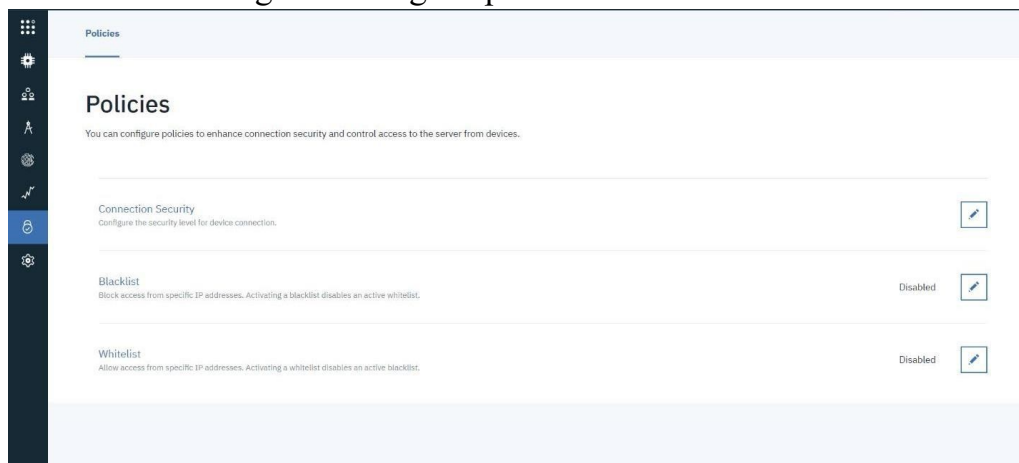 Policies
Policies
You can configure policies to enhance connection security and control access to the server from devices.
Connection Security
Configure the security level for device connection.
Blacklist
Block access from specific IP addresses. Activating a blacklist disables an active whitelist.
Disabled
Whitelist
Allow access from specific IP addresses. Activating a whitelist disables an active blacklist.
Disabled